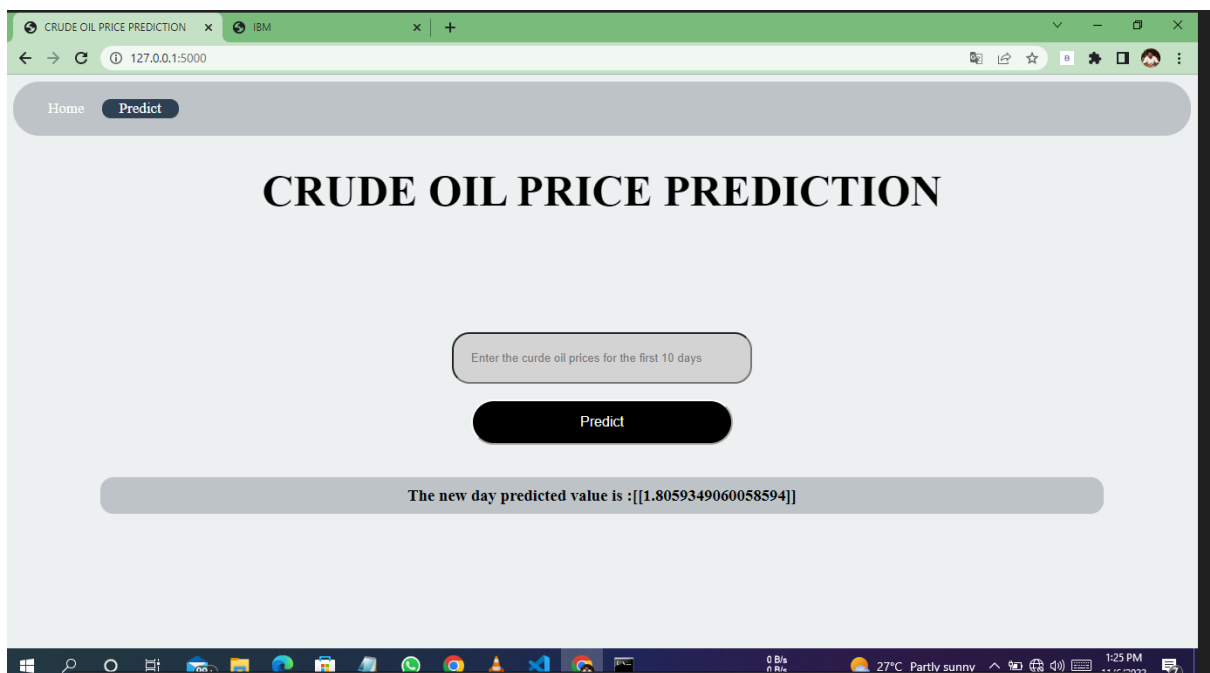 CRUDE OIL PRICE PREDICTION
IBM
127.0.0.1:5000
B
Home Predict
CRUDE OIL PRICE PREDICTION
Enter the curde oil prices for the first 10 days
Predict
The new day predicted value is :[[1.8059349060058594]]
0 B/s
0 B/s
27°C Partly sunny
1:25 PM